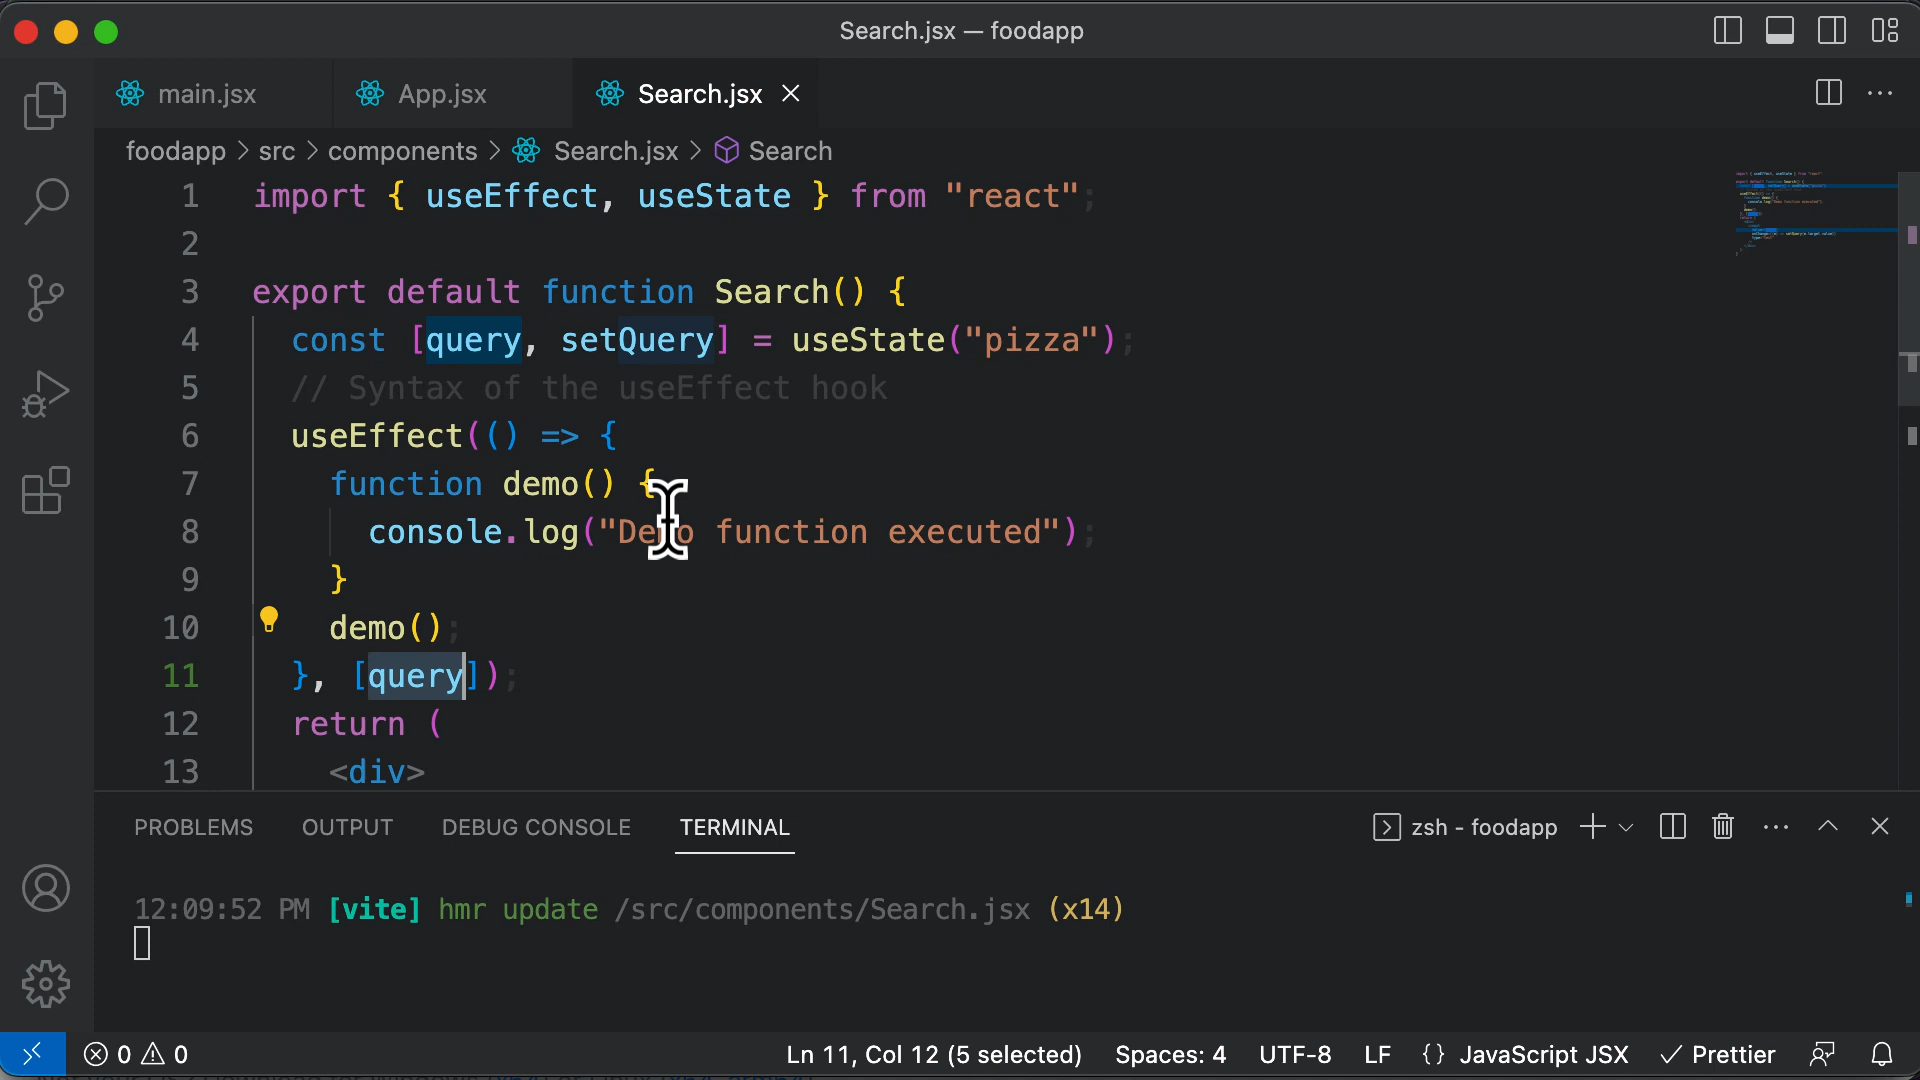 Search.jsx — foodapp
main.jsx
App.jsx
Search.jsx
foodapp > src > components > Search.jsx > Search
1 import { useEffect, useState } from "react";
2
3 export default function Search() {
4 const [query, setQuery] = useState("pizza");
5 // Syntax of the useEffect hook
6 useEffect(() => {
7 function demo() {
8 console.log("Demo function executed");
9 }
10 demo();
11 }, [query]);
12 return (
13 <div>
PROBLEMS OUTPUT DEBUG CONSOLE TERMINAL
zsh - foodapp
12:09:52 PM [vite] hmr update /src/components/Search.jsx (x14)
0 0
Ln 11, Col 12 (5 selected) Spaces: 4 UTF-8 LF {} JavaScript JSX Prettier